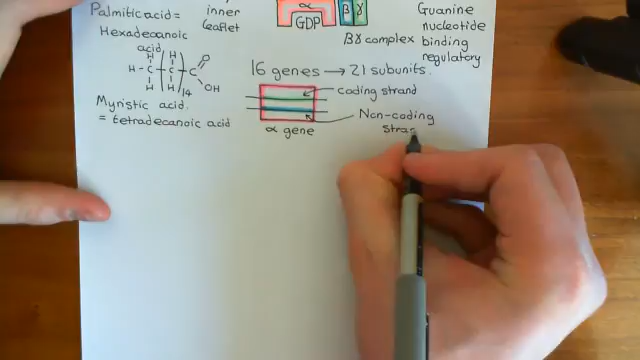 Palmitic acid =
Hexadecanoic
acid
inner
leaflet
α
GDP
β γ
βγ complex
Guanine
nucleotide
binding
regulatory
H H
H - C - C - C O
H H OH
14
Myristic acid
= tetradecanoic acid
16 genes → 21 subunits.
coding strand
Non-coding
stra
α gene